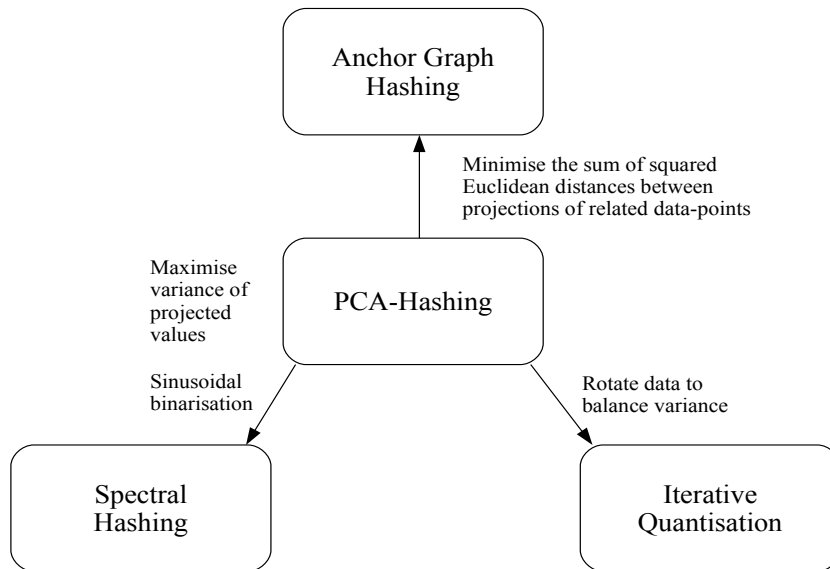 Anchor Graph
Hashing
Minimise the sum of squared
Euclidean distances between
projections of related data-points
Maximise
variance of
projected
values
PCA-Hashing
Sinusoidal
binarisation
Rotate data to
balance variance
Spectral
Hashing
Iterative
Quantisation